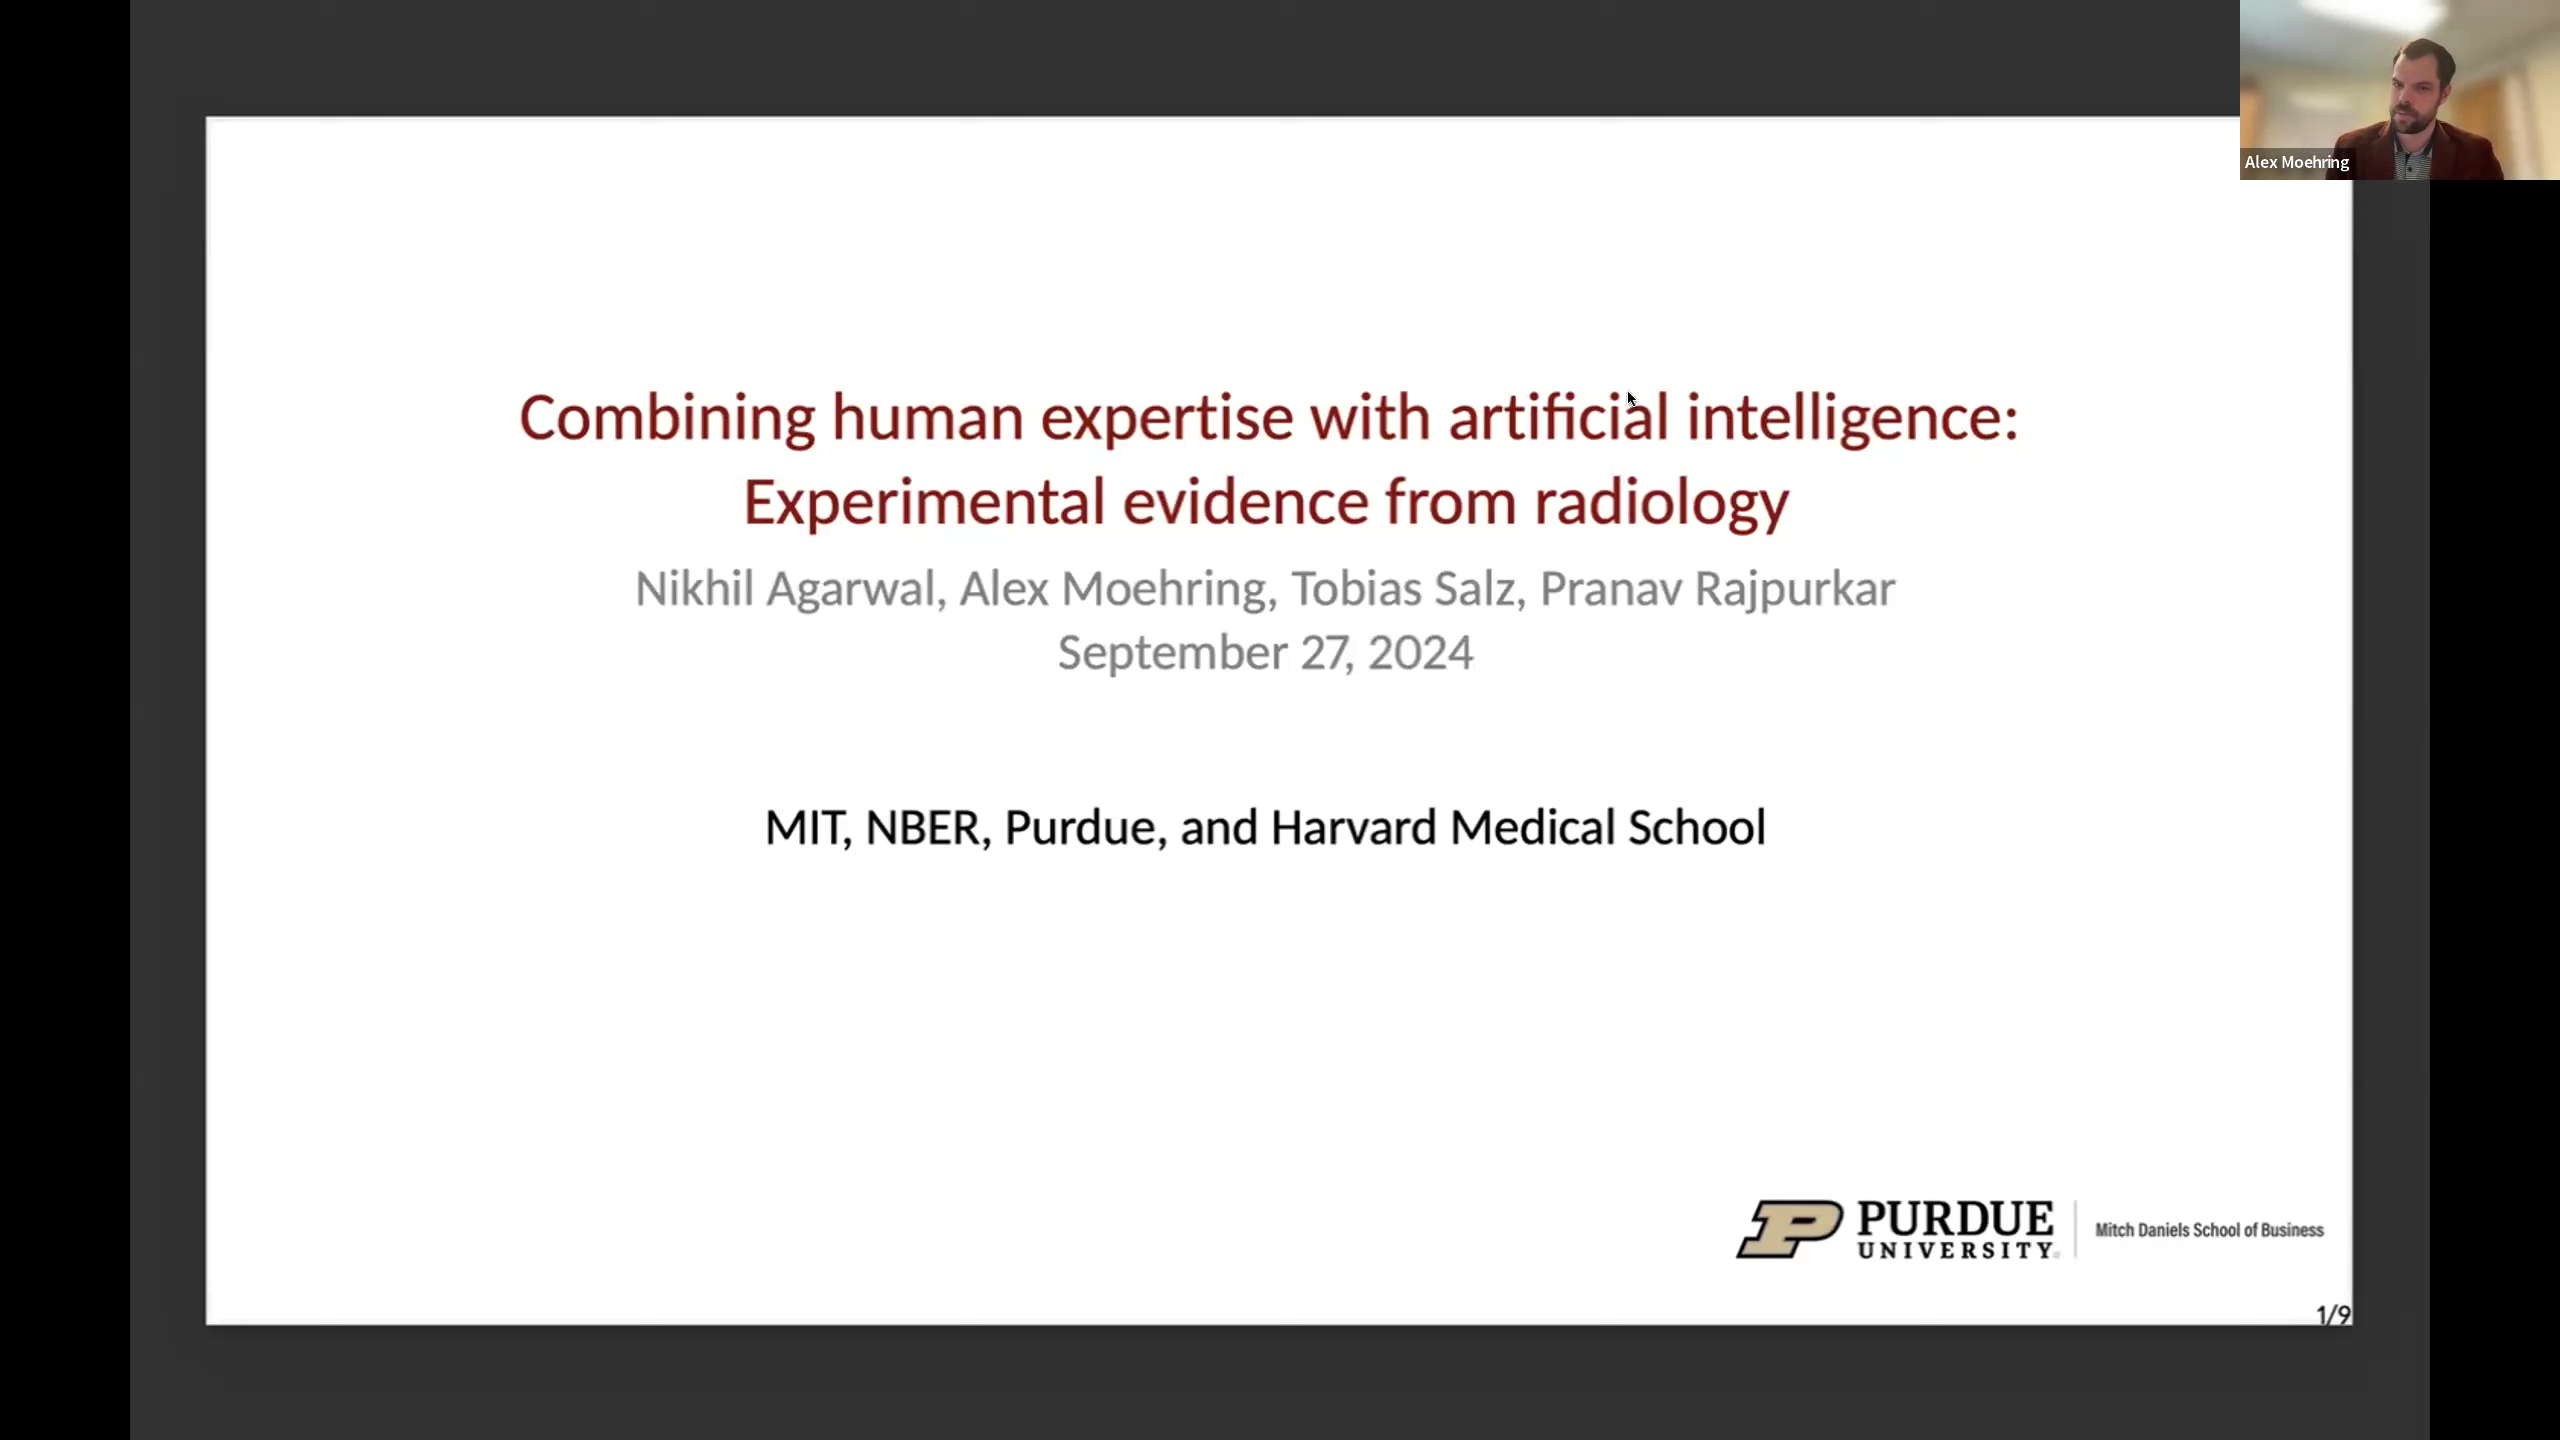 Alex Moehring
Combining human expertise with artificial intelligence:
Experimental evidence from radiology
Nikhil Agarwal, Alex Moehring, Tobias Salz, Pranav Rajpurkar
September 27, 2024
MIT, NBER, Purdue, and Harvard Medical School
P
PURDUE
UNIVERSITY
Mitch Daniels School of Business
1/9